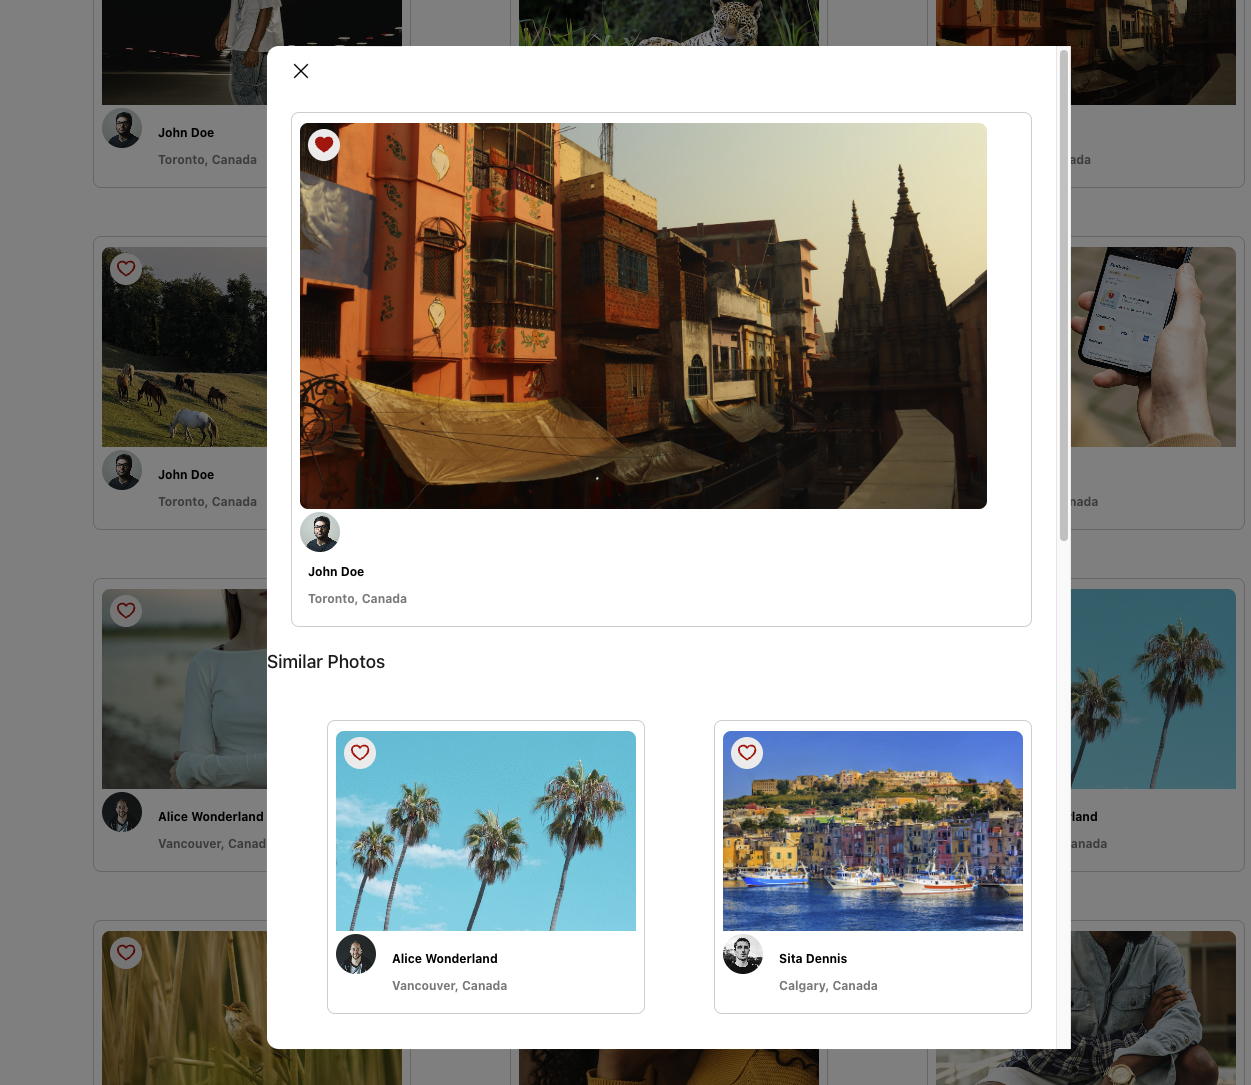 John Doe
Toronto, Canada
John Doe
Toronto, Canada
John Doe
Toronto, Canada
Similar Photos
Alice Wonderland
Vancouver, Canad
Alice Wonderland
Vancouver, Canada
Sita Dennis
Calgary, Canada
ada
nada
land
anada